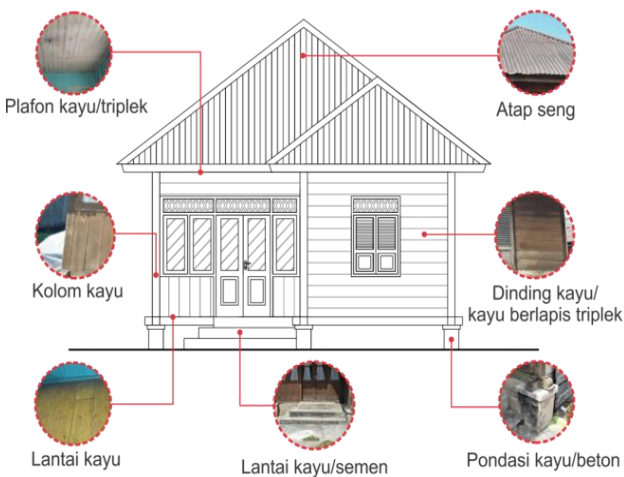 Plafon kayu/triplek
Atap seng
Kolom kayu
Dinding kayu/
kayu berlapis triplek
Lantai kayu
Lantai kayu/semen
Pondasi kayu/beton